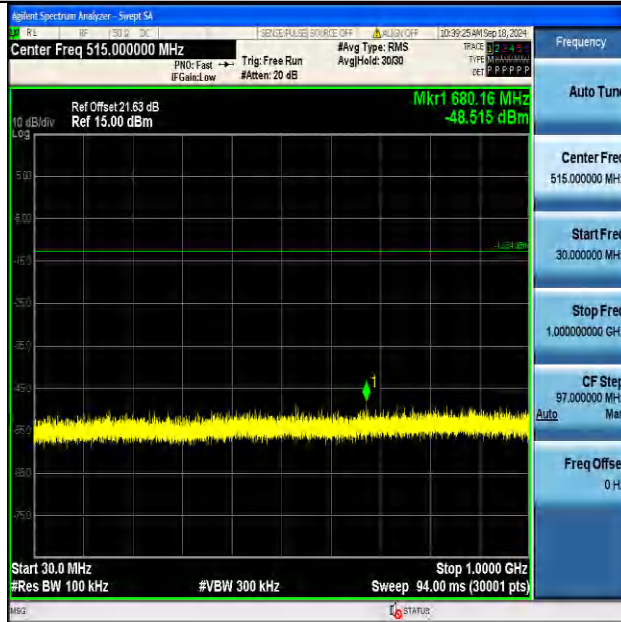 Agilent Spectrum Analyzer - Swept SA
RL RF DC SENSE:PULSE SOURCE OFF ALIGN OFF 10:39:25 AM Sep 18, 2024
Center Freq 515.000000 MHz
PNO: Fast
IFGain:Low
Trig: Free Run
#Atten: 20 dB
#Avg Type: RMS
Avg|Hold: 30/30
TRACE 1 2 3 4 5 6
TYPE
DET P P P P P P
Frequency
Auto Tune
Center Freq
515.000000 MHz
Start Freq
30.000000 MHz
Stop Freq
1.000000000 GHz
CF Step
97.000000 MHz
Auto Man
Freq Offset
0 Hz
Ref Offset 21.63 dB
10 dB/div Ref 15.00 dBm
Log
Mkr1 680.16 MHz
-48.515 dBm
5.00
-5.00
-15.0
-25.0
-35.0
-45.0
-55.0
-65.0
-75.0
1
Start 30.0 MHz
Stop 1.0000 GHz
#Res BW 100 kHz
#VBW 300 kHz
Sweep 94.00 ms (30001 pts)
MSG
STATUS